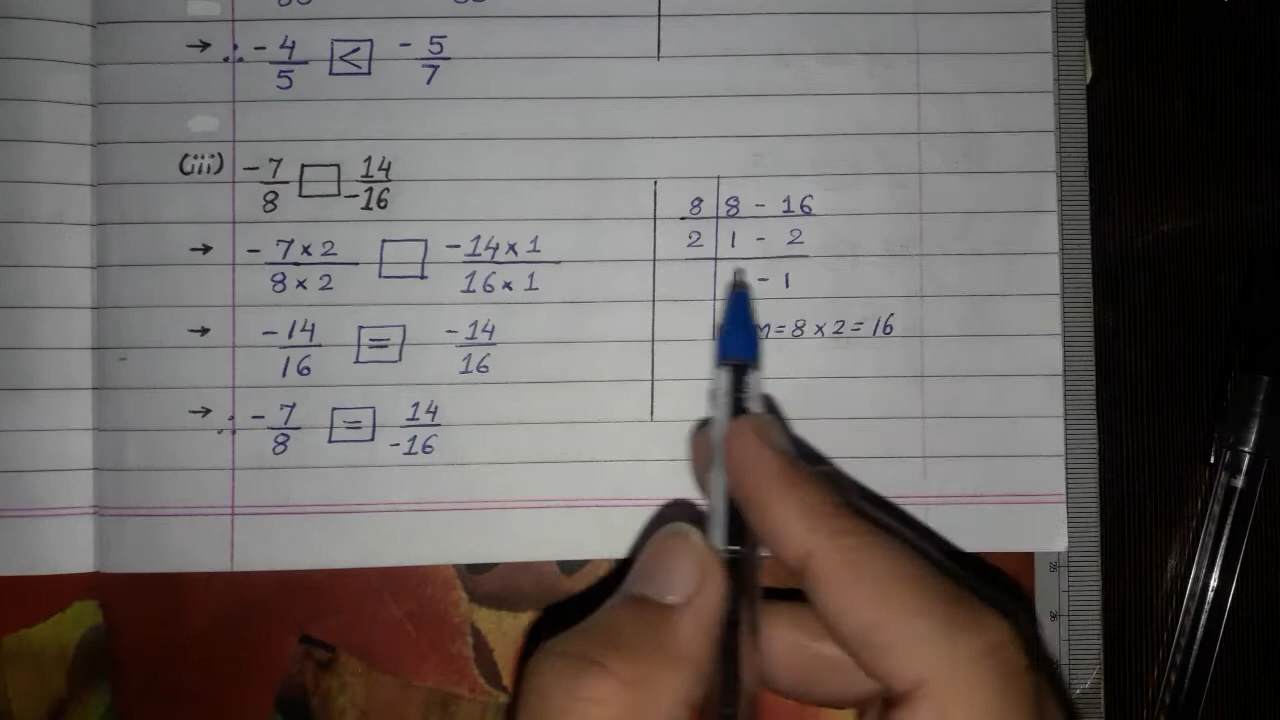 → ∴ -4/5 [<] -5/7
(iii) -7/8 □ 14/-16
→ -7×2/8×2 □ -14×1/16×1
→ -14/16 [=] -14/16
→ ∴ -7/8 [=] 14/-16
8 | 8 - 16
2 | 1 - 2
- 1
m = 8 × 2 = 16